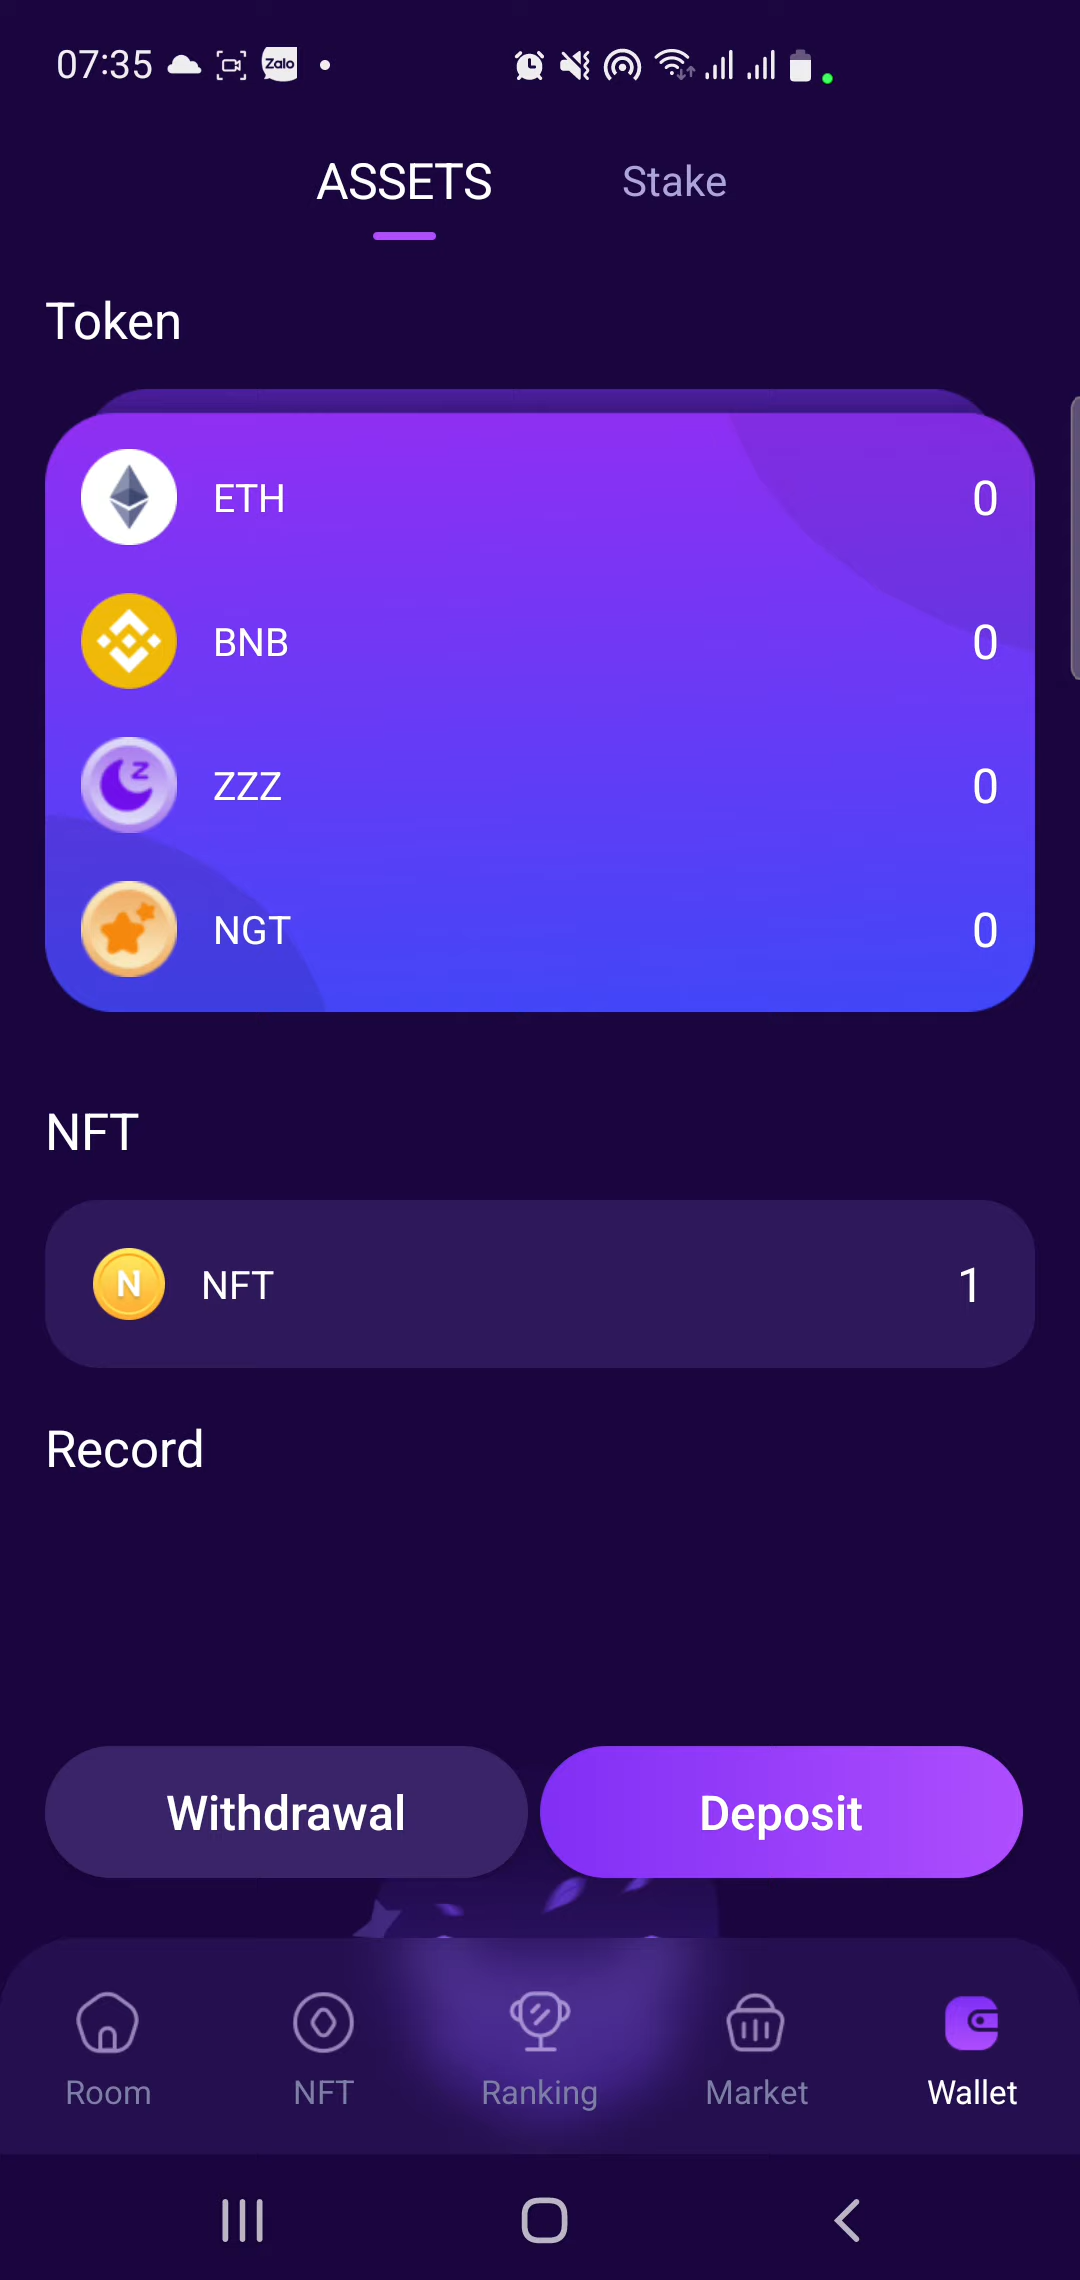 07:35 Zalo
ASSETS Stake
Token
ETH 0
BNB 0
Z
ZZZ 0
NGT 0
NFT
N NFT 1
Record
Withdrawal Deposit
Room NFT Ranking Market Wallet